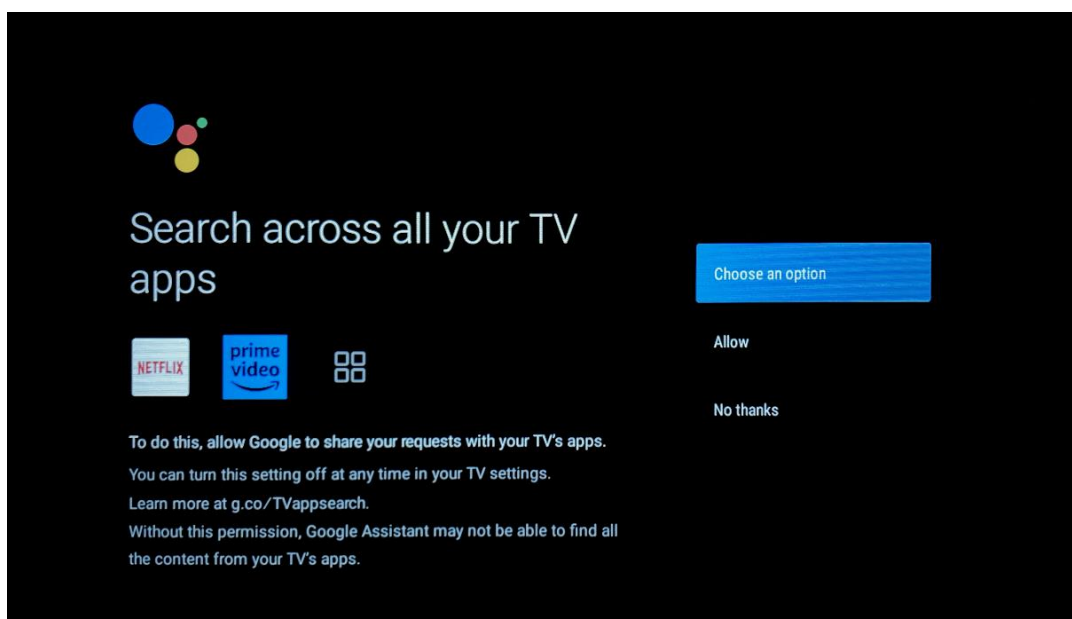 Search across all your TV
apps
NETFLIX
prime
video
To do this, allow Google to share your requests with your TV's apps.
You can turn this setting off at any time in your TV settings.
Learn more at g.co/TVappsearch.
Without this permission, Google Assistant may not be able to find all
the content from your TV's apps.
Choose an option
Allow
No thanks